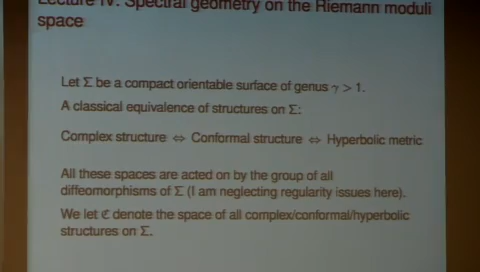 Lecture IV: Spectral geometry on the Riemann moduli
space
Let Σ be a compact orientable surface of genus γ > 1.
A classical equivalence of structures on Σ:
Complex structure ⇔ Conformal structure ⇔ Hyperbolic metric
All these spaces are acted on by the group of all
diffeomorphisms of Σ (I am neglecting regularity issues here).
We let ℭ denote the space of all complex/conformal/hyperbolic
structures on Σ.